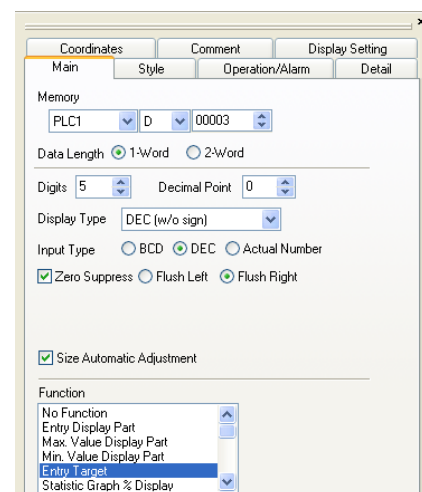 Coordinates Comment Display Setting
Main Style Operation/Alarm Detail
Memory
PLC1 D 00003
Data Length 1-Word 2-Word
Digits 5 Decimal Point 0
Display Type DEC (w/o sign)
Input Type BCD DEC Actual Number
Zero Suppress Flush Left Flush Right
Size Automatic Adjustment
Function
No Function
Entry Display Part
Max. Value Display Part
Min. Value Display Part
Entry Target
Statistic Graph % Display